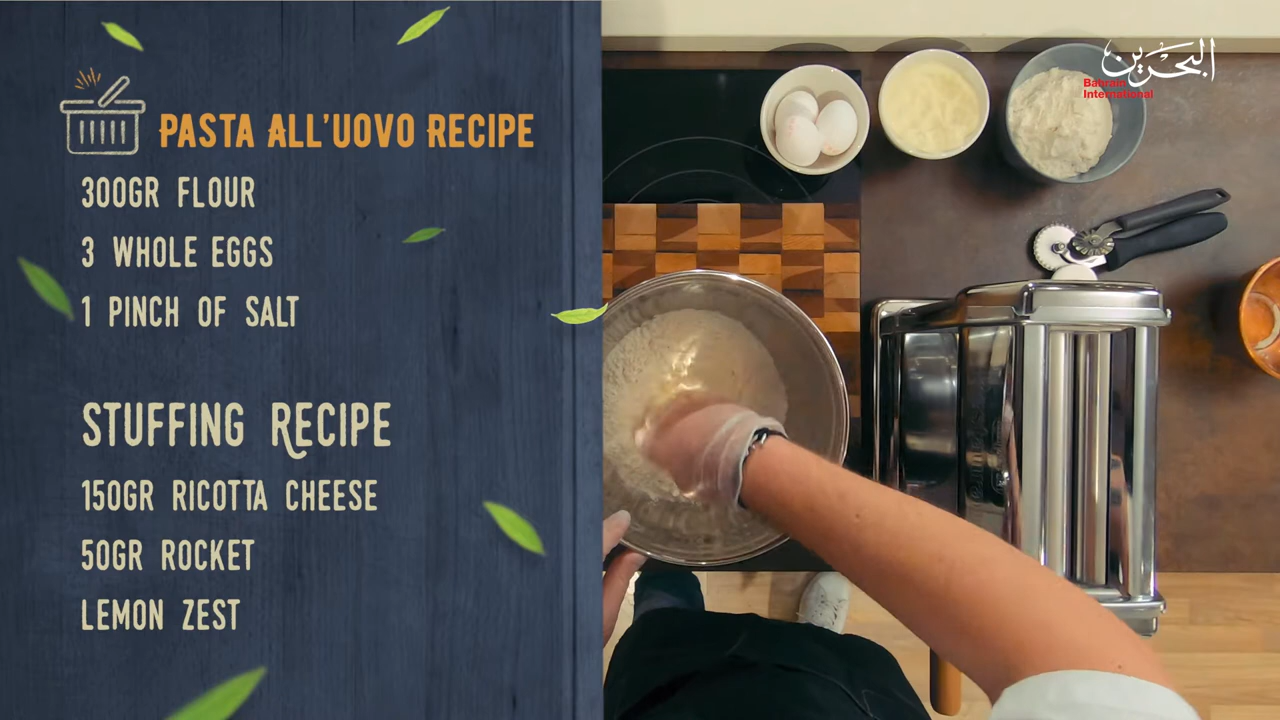 PASTA ALL'UOVO RECIPE
300GR FLOUR
3 WHOLE EGGS
1 PINCH OF SALT
STUFFING RECIPE
150GR RICOTTA CHEESE
50GR ROCKET
LEMON ZEST
البحرين
Bahrain
International